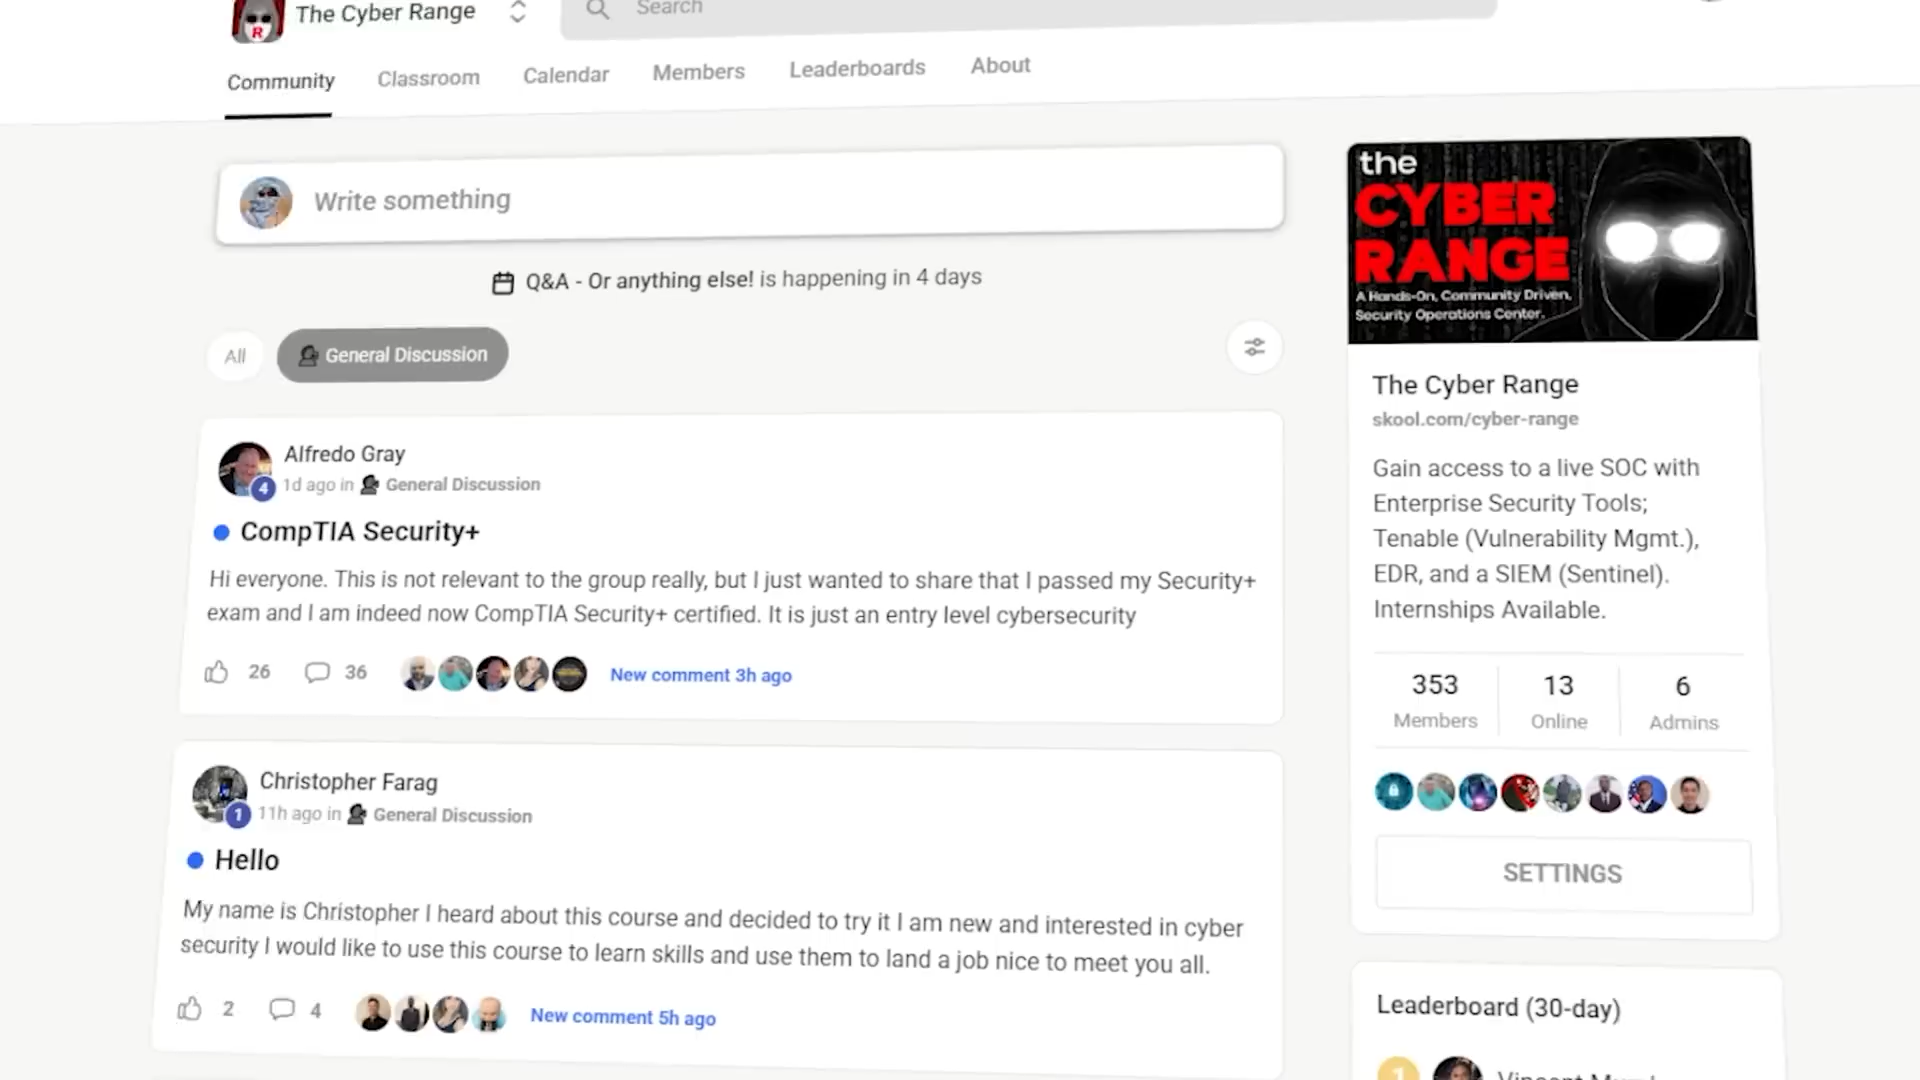 The Cyber Range
Search
Community
Classroom
Calendar
Members
Leaderboards
About
Write something
Q&A - Or anything else! is happening in 4 days
All
General Discussion
Alfredo Gray
4
1d ago in General Discussion
CompTIA Security+
Hi everyone. This is not relevant to the group really, but I just wanted to share that I passed my Security+
exam and I am indeed now CompTIA Security+ certified. It is just an entry level cybersecurity
26
36
New comment 3h ago
Christopher Farag
1
11h ago in General Discussion
Hello
My name is Christopher I heard about this course and decided to try it I am new and interested in cyber
security I would like to use this course to learn skills and use them to land a job nice to meet you all.
2
4
New comment 5h ago
the
CYBER
RANGE
A Hands-On, Community Driven,
Security Operations Center.
The Cyber Range
skool.com/cyber-range
Gain access to a live SOC with
Enterprise Security Tools;
Tenable (Vulnerability Mgmt.),
EDR, and a SIEM (Sentinel).
Internships Available.
353
Members
13
Online
6
Admins
SETTINGS
Leaderboard (30-day)
1
Vincent